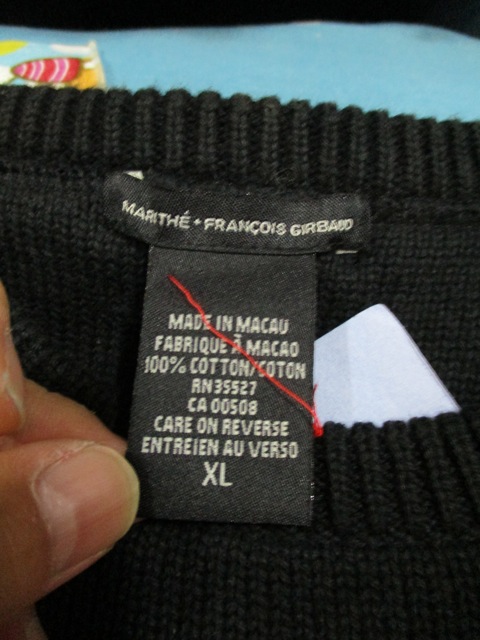 MARITHÉ + FRANÇOIS GIRBAUD
MADE IN MACAU
FABRIQUE À MACAO
100% COTTON/COTON
RN35527
CA 00508
CARE ON REVERSE
ENTREIEN AU VERSO
XL